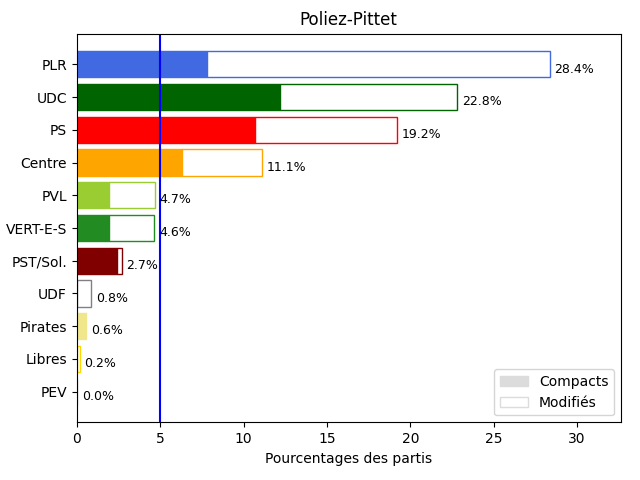 Poliez-Pittet
PLR 28.4%
UDC 22.8%
PS 19.2%
Centre 11.1%
PVL 4.7%
VERT-E-S 4.6%
PST/Sol. 2.7%
UDF 0.8%
Pirates 0.6%
Libres 0.2%
PEV 0.0%
Compacts
Modifiés
0 5 10 15 20 25 30
Pourcentages des partis